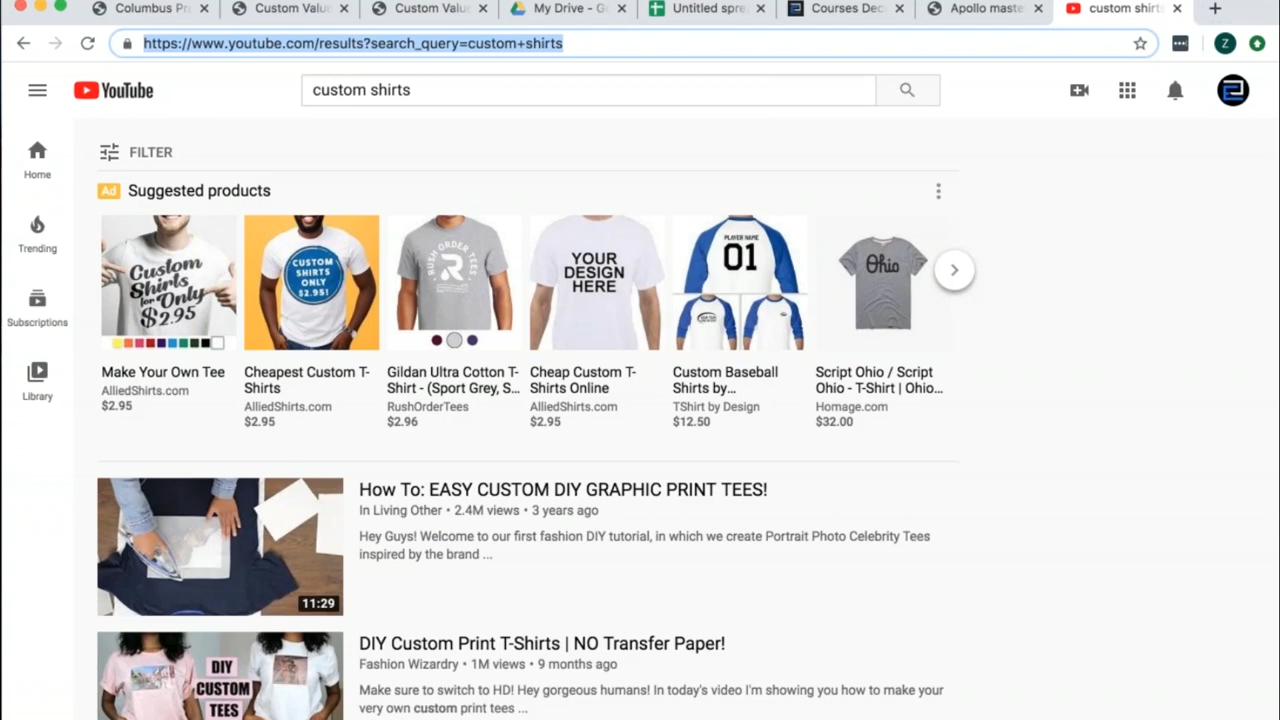 Columbus Pr
Custom Valu
Custom Valu
My Drive - G
Untitled spre
Courses Dec
Apollo maste
custom shirts
https://www.youtube.com/results?search_query=custom+shirts
Z
YouTube
custom shirts
FILTER
Home
Trending
Subscriptions
Library
Ad Suggested products
Custom
Shirts
for Only
$2.95
CUSTOM
SHIRTS
ONLY
$2.95!
RUSH ORDER TEES
R
YOUR
DESIGN
HERE
PLAYER NAME
01
Ohio
Make Your Own Tee
AlliedShirts.com
$2.95
Cheapest Custom T-
Shirts
AlliedShirts.com
$2.95
Gildan Ultra Cotton T-
Shirt - (Sport Grey, S...
RushOrderTees
$2.96
Cheap Custom T-
Shirts Online
AlliedShirts.com
$2.95
Custom Baseball
Shirts by...
TShirt by Design
$12.50
Script Ohio / Script
Ohio - T-Shirt | Ohio...
Homage.com
$32.00
How To: EASY CUSTOM DIY GRAPHIC PRINT TEES!
In Living Other • 2.4M views • 3 years ago
Hey Guys! Welcome to our first fashion DIY tutorial, in which we create Portrait Photo Celebrity Tees
inspired by the brand ...
11:29
DIY Custom Print T-Shirts | NO Transfer Paper!
Fashion Wizardry • 1M views • 9 months ago
Make sure to switch to HD! Hey gorgeous humans! In today's video I'm showing you how to make your
very own custom print tees ...
DIY
CUSTOM
TEES